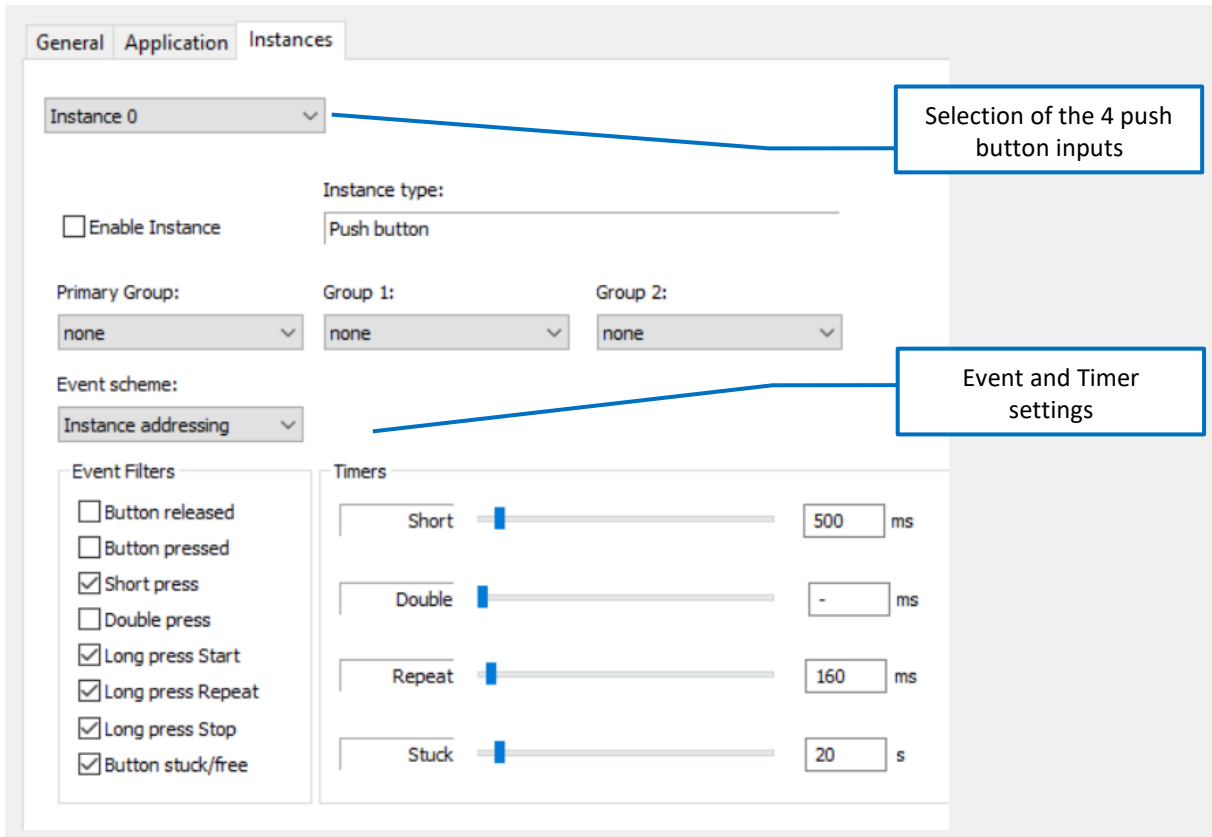 General Application Instances
Instance 0
Selection of the 4 push
button inputs
Instance type:
Enable Instance
Push button
Primary Group: Group 1: Group 2:
none none none
Event scheme:
Instance addressing
Event and Timer
settings
Event Filters
Button released
Button pressed
Short press
Double press
Long press Start
Long press Repeat
Long press Stop
Button stuck/free
Timers
Short 500 ms
Double - ms
Repeat 160 ms
Stuck 20 s